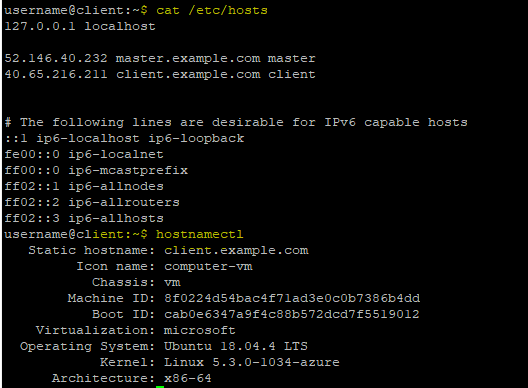 username@client:~$ cat /etc/hosts
127.0.0.1 localhost
52.146.40.232 master.example.com master
40.65.216.211 client.example.com client
# The following lines are desirable for IPv6 capable hosts
::1 ip6-localhost ip6-loopback
fe00::0 ip6-localnet
ff00::0 ip6-mcastprefix
ff02::1 ip6-allnodes
ff02::2 ip6-allrouters
ff02::3 ip6-allhosts
username@client:~$ hostnamectl
Static hostname: client.example.com
Icon name: computer-vm
Chassis: vm
Machine ID: 8f0224d54bac4f71ad3e0c0b7386b4dd
Boot ID: cab0e6347a9f4c88b572dcd7f5519012
Virtualization: microsoft
Operating System: Ubuntu 18.04.4 LTS
Kernel: Linux 5.3.0-1034-azure
Architecture: x86-64